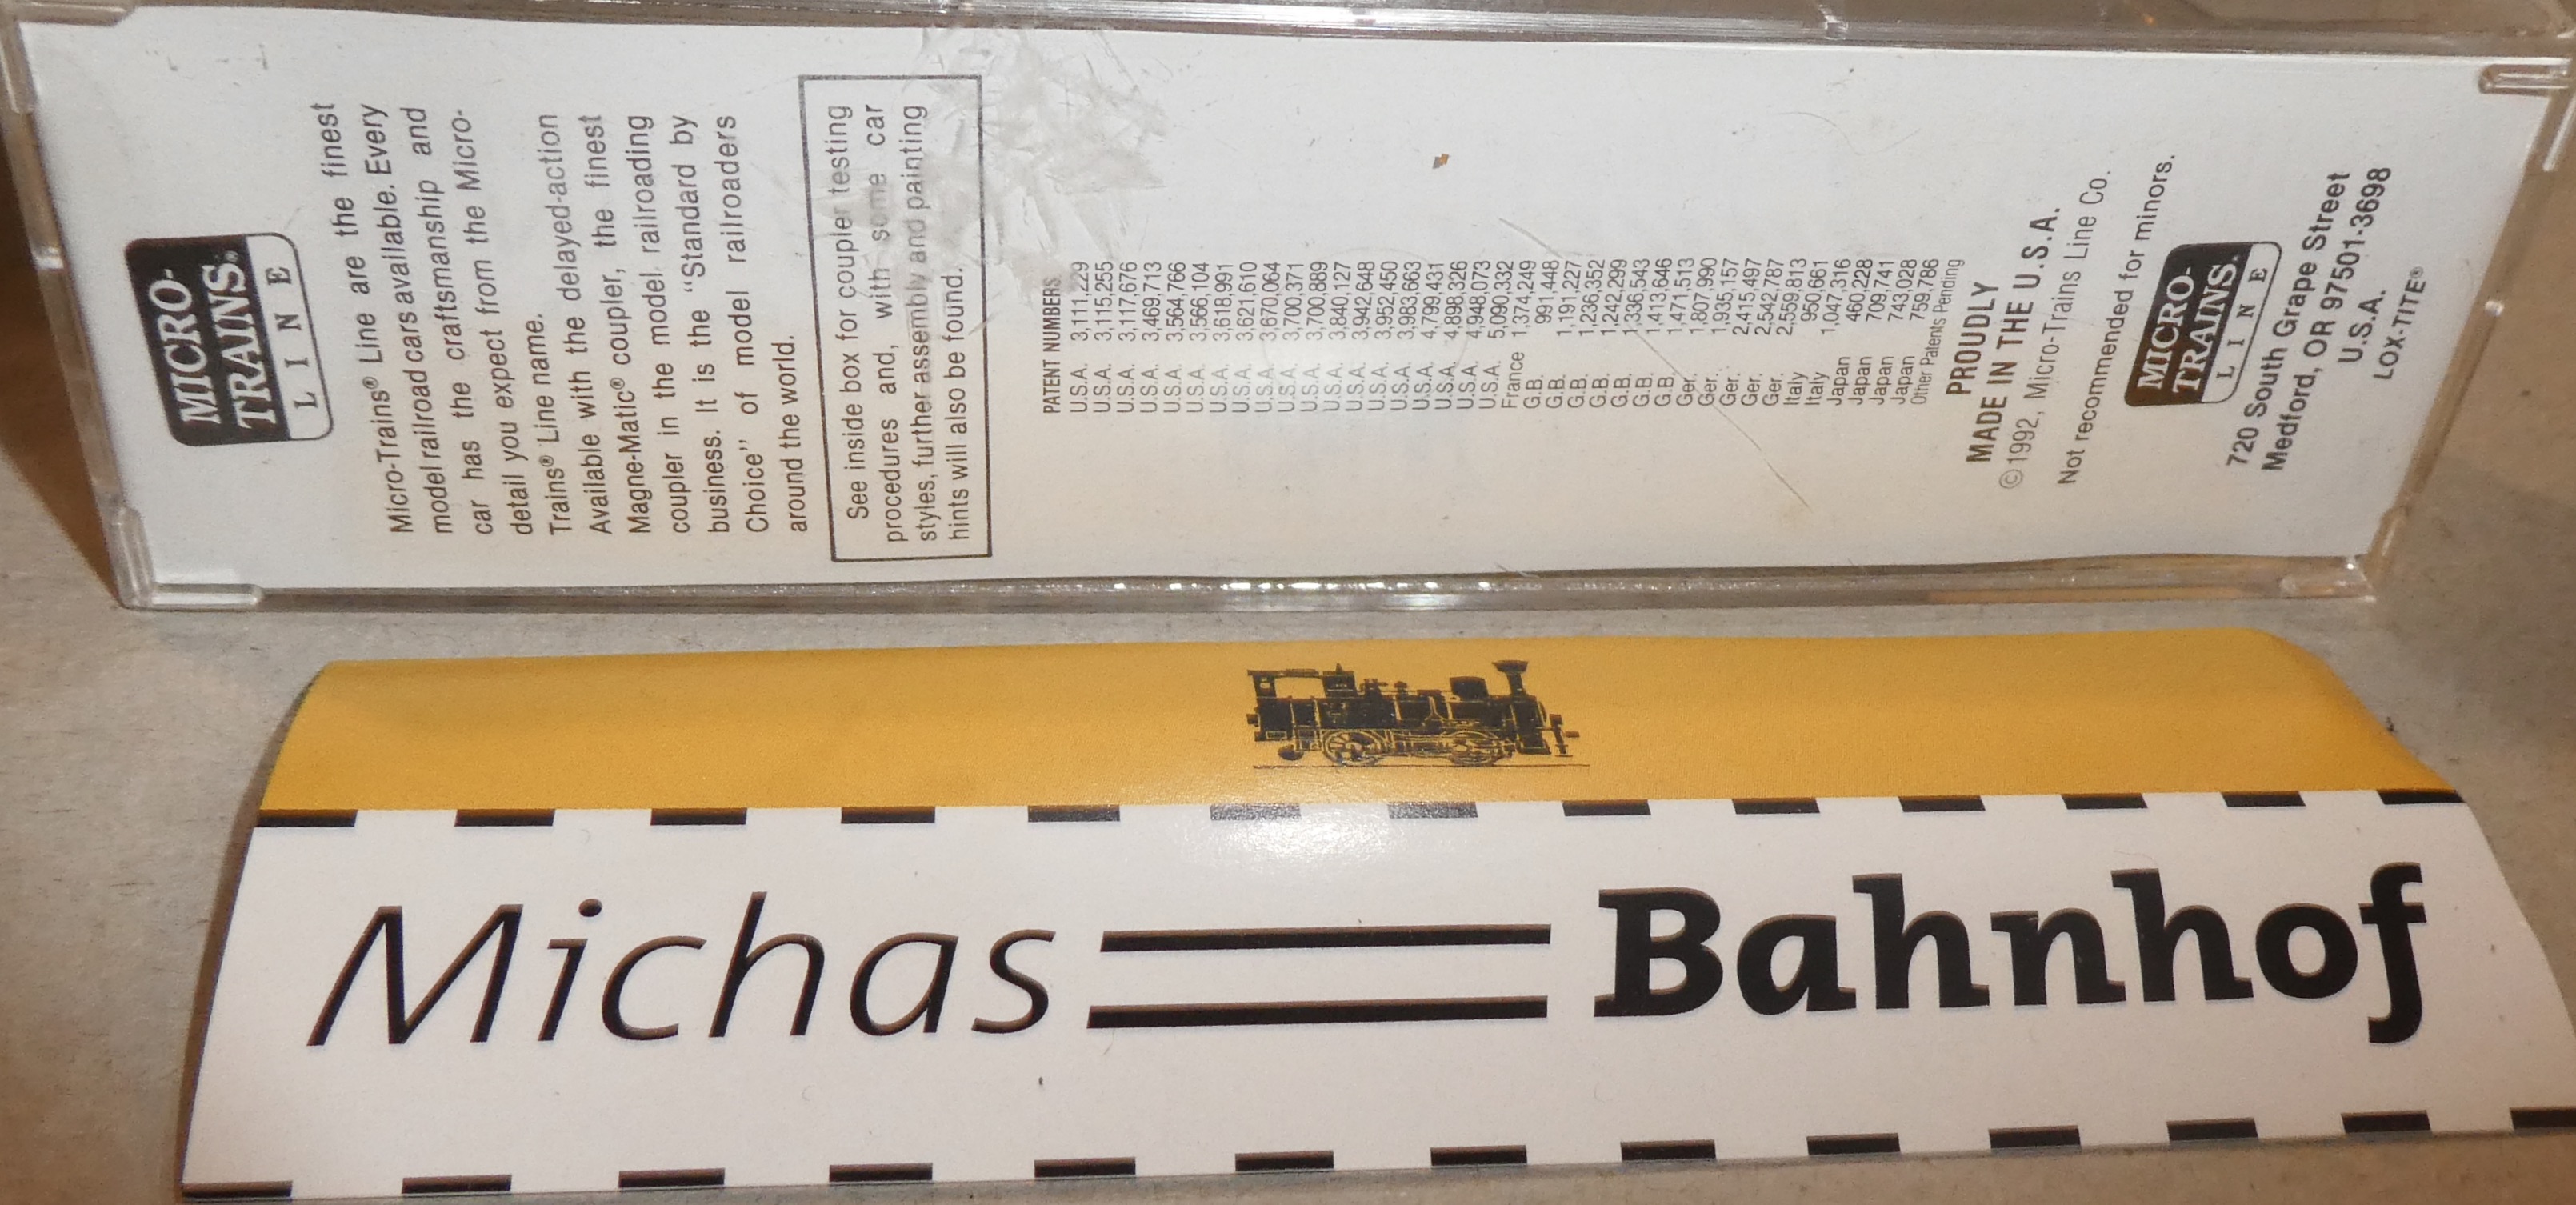 MICRO-
TRAINS®
LINE
Micro-Trains® Line are the finest
model railroad cars available. Every
car has the craftsmanship and
detail you expect from the Micro-
Trains® Line name.
Available with the delayed-action
Magne-Matic® coupler, the finest
coupler in the model railroading
business. It is the “Standard by
Choice” of model railroaders
around the world.
See inside box for coupler testing
procedures and, with some car
styles, further assembly and painting
hints will also be found.
PATENT NUMBERS
U.S.A. 3,111,229
U.S.A. 3,115,255
U.S.A. 3,117,676
U.S.A. 3,469,713
U.S.A. 3,564,766
U.S.A. 3,566,104
U.S.A. 3,618,991
U.S.A. 3,621,610
U.S.A. 3,670,064
U.S.A. 3,700,371
U.S.A. 3,700,889
U.S.A. 3,840,127
U.S.A. 3,942,648
U.S.A. 3,952,450
U.S.A. 3,983,663
U.S.A. 4,799,431
U.S.A. 4,898,326
U.S.A. 4,948,073
U.S.A. 5,090,332
France 1,374,249
G.B. 991,448
G.B. 1,191,227
G.B. 1,236,352
G.B. 1,242,299
G.B. 1,336,543
G.B. 1,413,646
Ger. 1,471,513
Ger. 1,807,990
Ger. 1,935,157
Ger. 2,415,497
Ger. 2,542,787
Italy 2,559,813
Italy 950,661
Japan 1,047,316
Japan 460,228
Japan 709,741
Japan 743,028
759,786
Other Patents Pending
PROUDLY
MADE IN THE U.S.A.
©1992, Micro-Trains Line Co.
Not recommended for minors.
MICRO-
TRAINS®
LINE
720 South Grape Street
Medford, OR 97501-3698
U.S.A.
LOX-TITE®
Michas Bahnhof